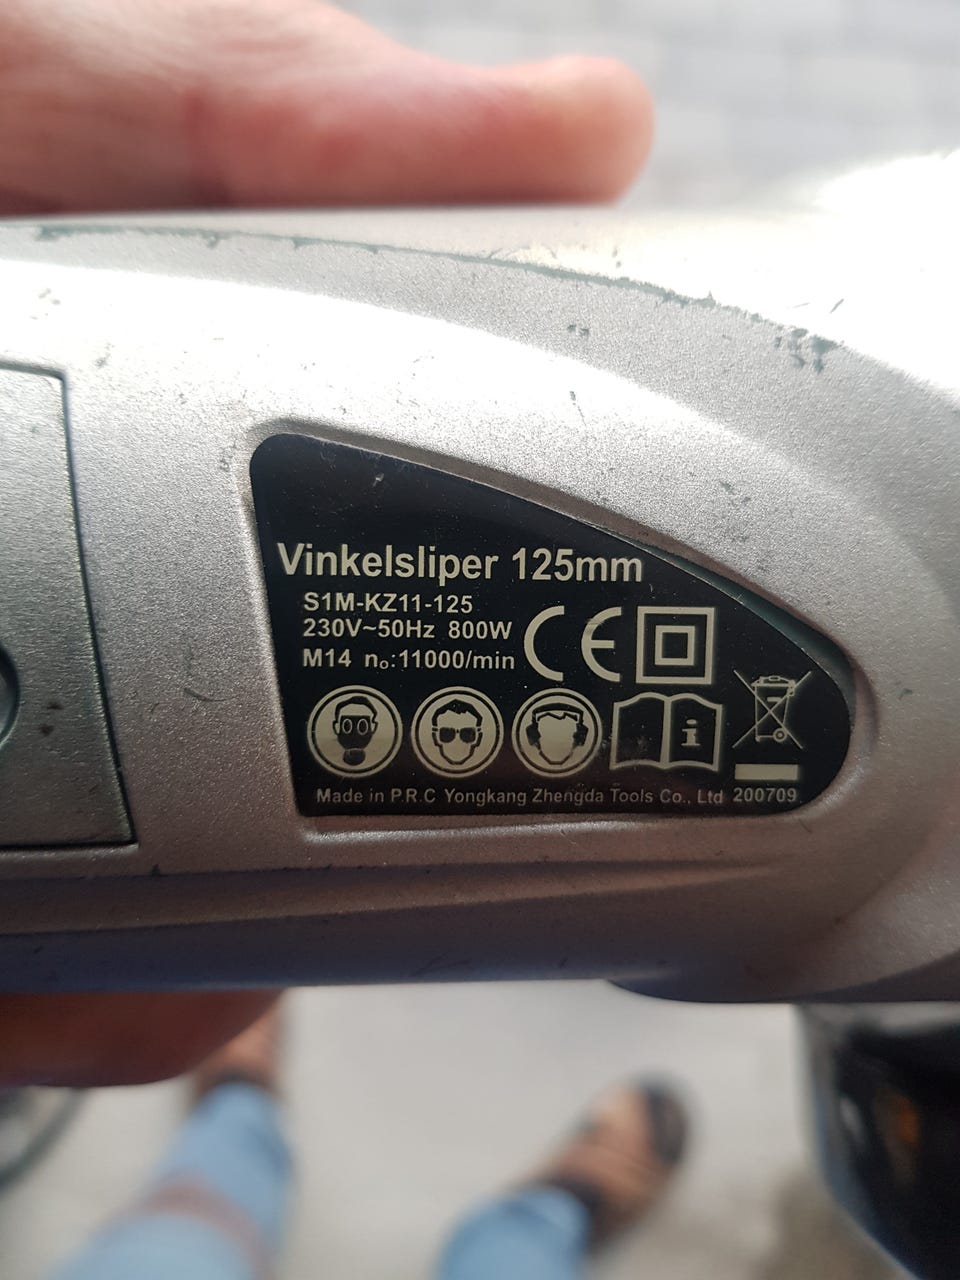 Vinkelsliper 125mm
S1M-KZ11-125
230V~50Hz 800W
M14 nₒ:11000/min
CE
i
Made in P.R.C Yongkang Zhengda Tools Co., Ltd 200709